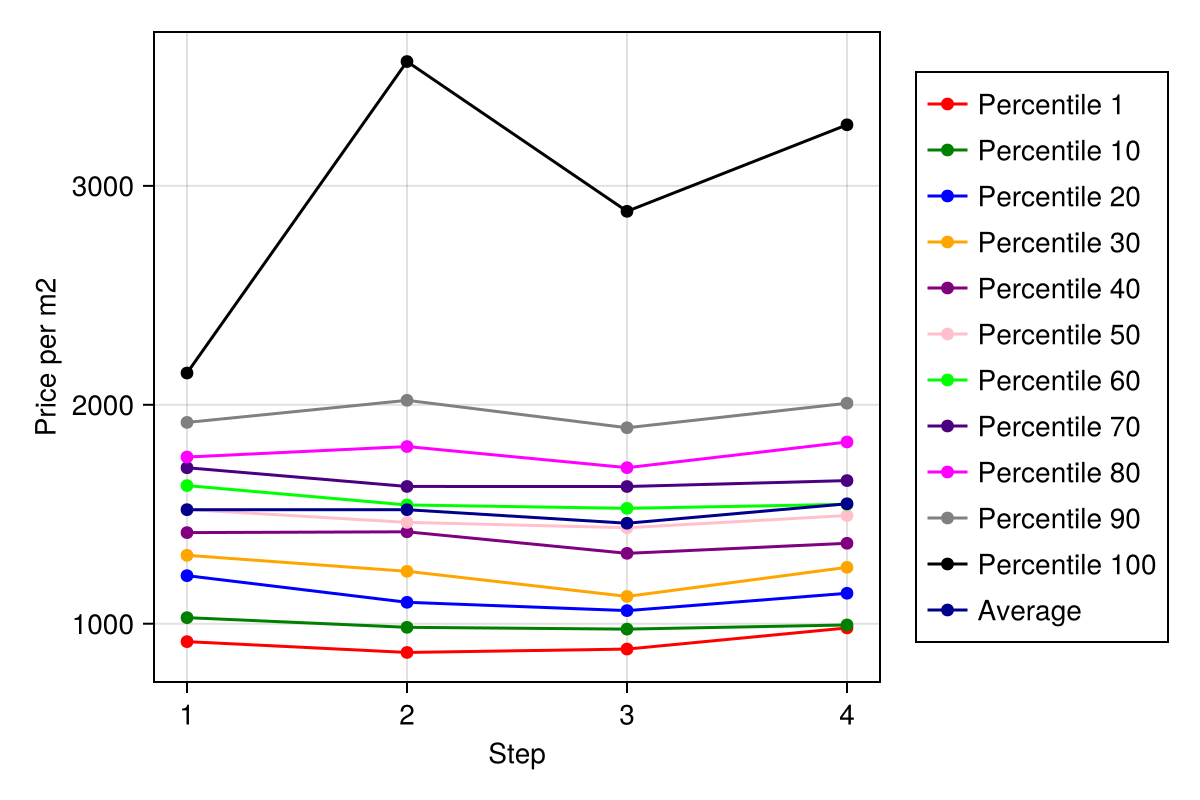 3000
2000
1000
Price per m2
1 2 3 4
Step
Percentile 1
Percentile 10
Percentile 20
Percentile 30
Percentile 40
Percentile 50
Percentile 60
Percentile 70
Percentile 80
Percentile 90
Percentile 100
Average